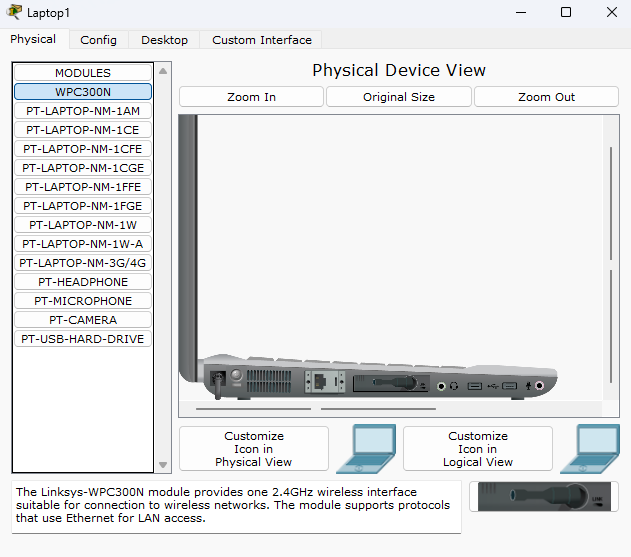 Laptop1
Physical
Config
Desktop
Custom Interface
MODULES
WPC300N
PT-LAPTOP-NM-1AM
PT-LAPTOP-NM-1CE
PT-LAPTOP-NM-1CFE
PT-LAPTOP-NM-1CGE
PT-LAPTOP-NM-1FFE
PT-LAPTOP-NM-1FGE
PT-LAPTOP-NM-1W
PT-LAPTOP-NM-1W-A
PT-LAPTOP-NM-3G/4G
PT-HEADPHONE
PT-MICROPHONE
PT-CAMERA
PT-USB-HARD-DRIVE
Physical Device View
Zoom In
Original Size
Zoom Out
Customize
Icon in
Physical View
Customize
Icon in
Logical View
The Linksys-WPC300N module provides one 2.4GHz wireless interface
suitable for connection to wireless networks. The module supports protocols
that use Ethernet for LAN access.